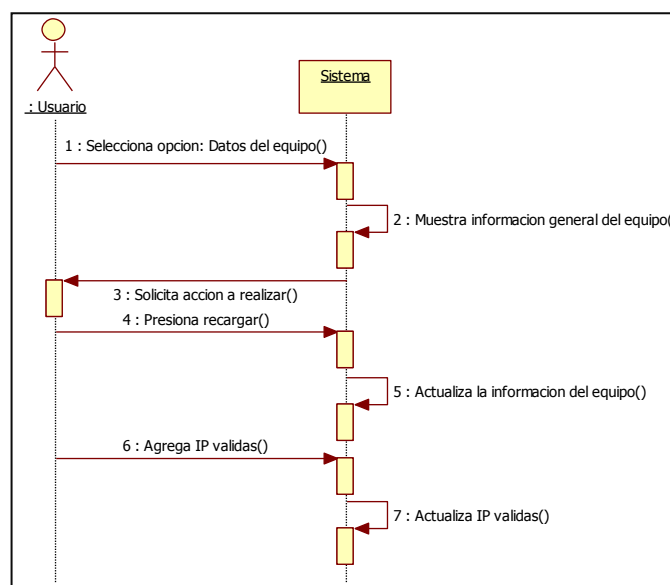 Sistema
: Usuario
1 : Selecciona opcion: Datos del equipo()
2 : Muestra informacion general del equipo(
3 : Solicita accion a realizar()
4 : Presiona recargar()
5 : Actualiza la informacion del equipo()
6 : Agrega IP validas()
7 : Actualiza IP validas()